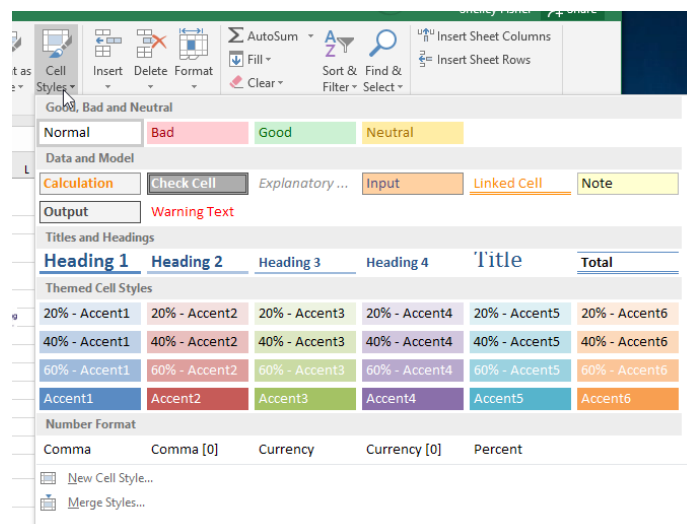 Shelley Fisher Share
AutoSum Insert Sheet Columns
Fill Insert Sheet Rows
as Cell Insert Delete Format Sort & Find &
Styles Clear Filter Select
Good, Bad and Neutral
Normal Bad Good Neutral
Data and Model
L
Calculation Check Cell Explanatory ... Input Linked Cell Note
Output Warning Text
Titles and Headings
Heading 1 Heading 2 Heading 3 Heading 4 Title Total
Themed Cell Styles
20% - Accent1 20% - Accent2 20% - Accent3 20% - Accent4 20% - Accent5 20% - Accent6
40% - Accent1 40% - Accent2 40% - Accent3 40% - Accent4 40% - Accent5 40% - Accent6
60% - Accent1 60% - Accent2 60% - Accent3 60% - Accent4 60% - Accent5 60% - Accent6
Accent1 Accent2 Accent3 Accent4 Accent5 Accent6
Number Format
Comma Comma [0] Currency Currency [0] Percent
New Cell Style...
Merge Styles...